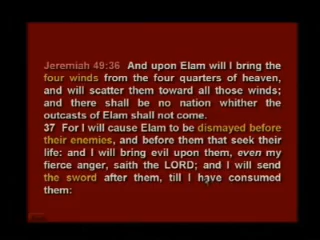 Jeremiah 49:36 And upon Elam will I bring the
four winds from the four quarters of heaven,
and will scatter them toward all those winds;
and there shall be no nation whither the
outcasts of Elam shall not come.
37 For I will cause Elam to be dismayed before
their enemies, and before them that seek their
life: and I will bring evil upon them, even my
fierce anger, saith the LORD; and I will send
the sword after them, till I have consumed
them: